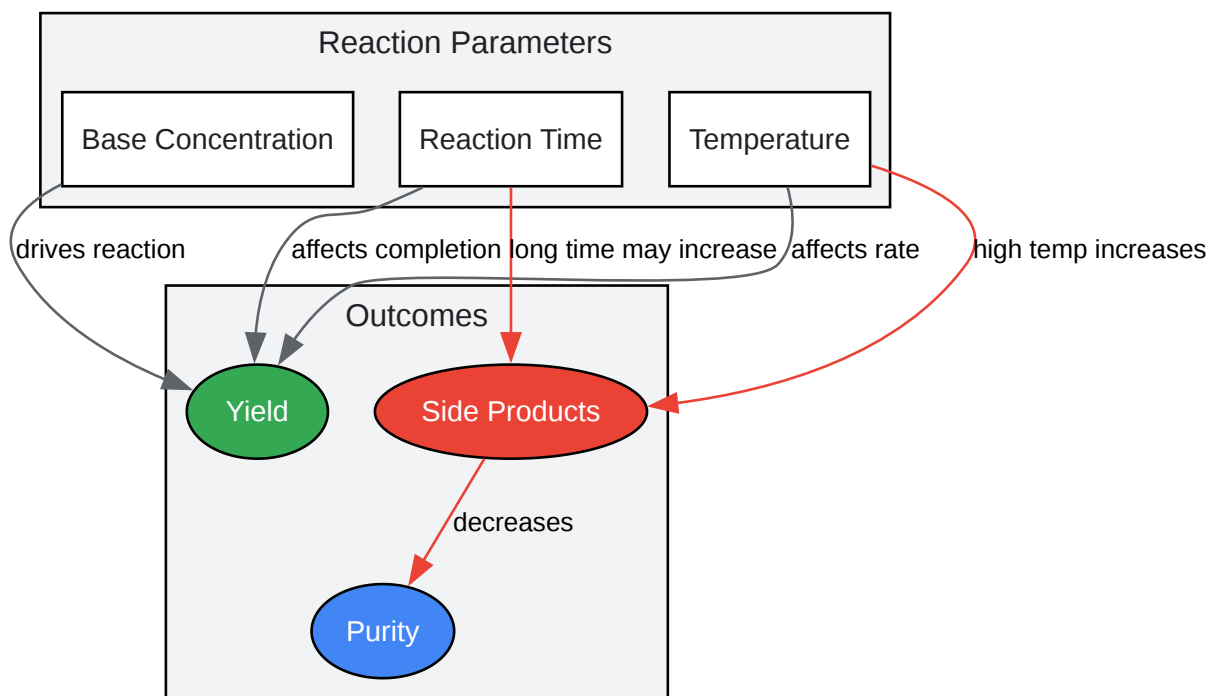 Reaction Parameters
Base Concentration
Reaction Time
Temperature
drives reaction
affects completion
long time may increase
affects rate
high temp increases
Outcomes
Yield
Side Products
decreases
Purity